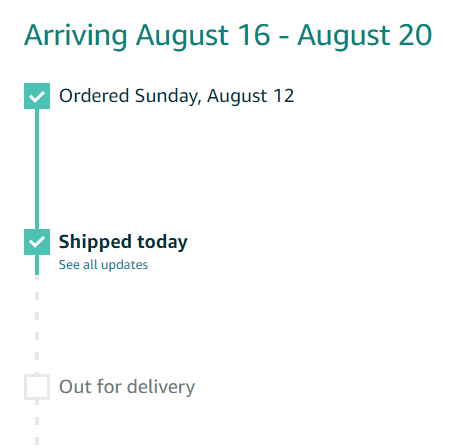 Arriving August 16 - August 20
Ordered Sunday, August 12
Shipped today
See all updates
Out for delivery